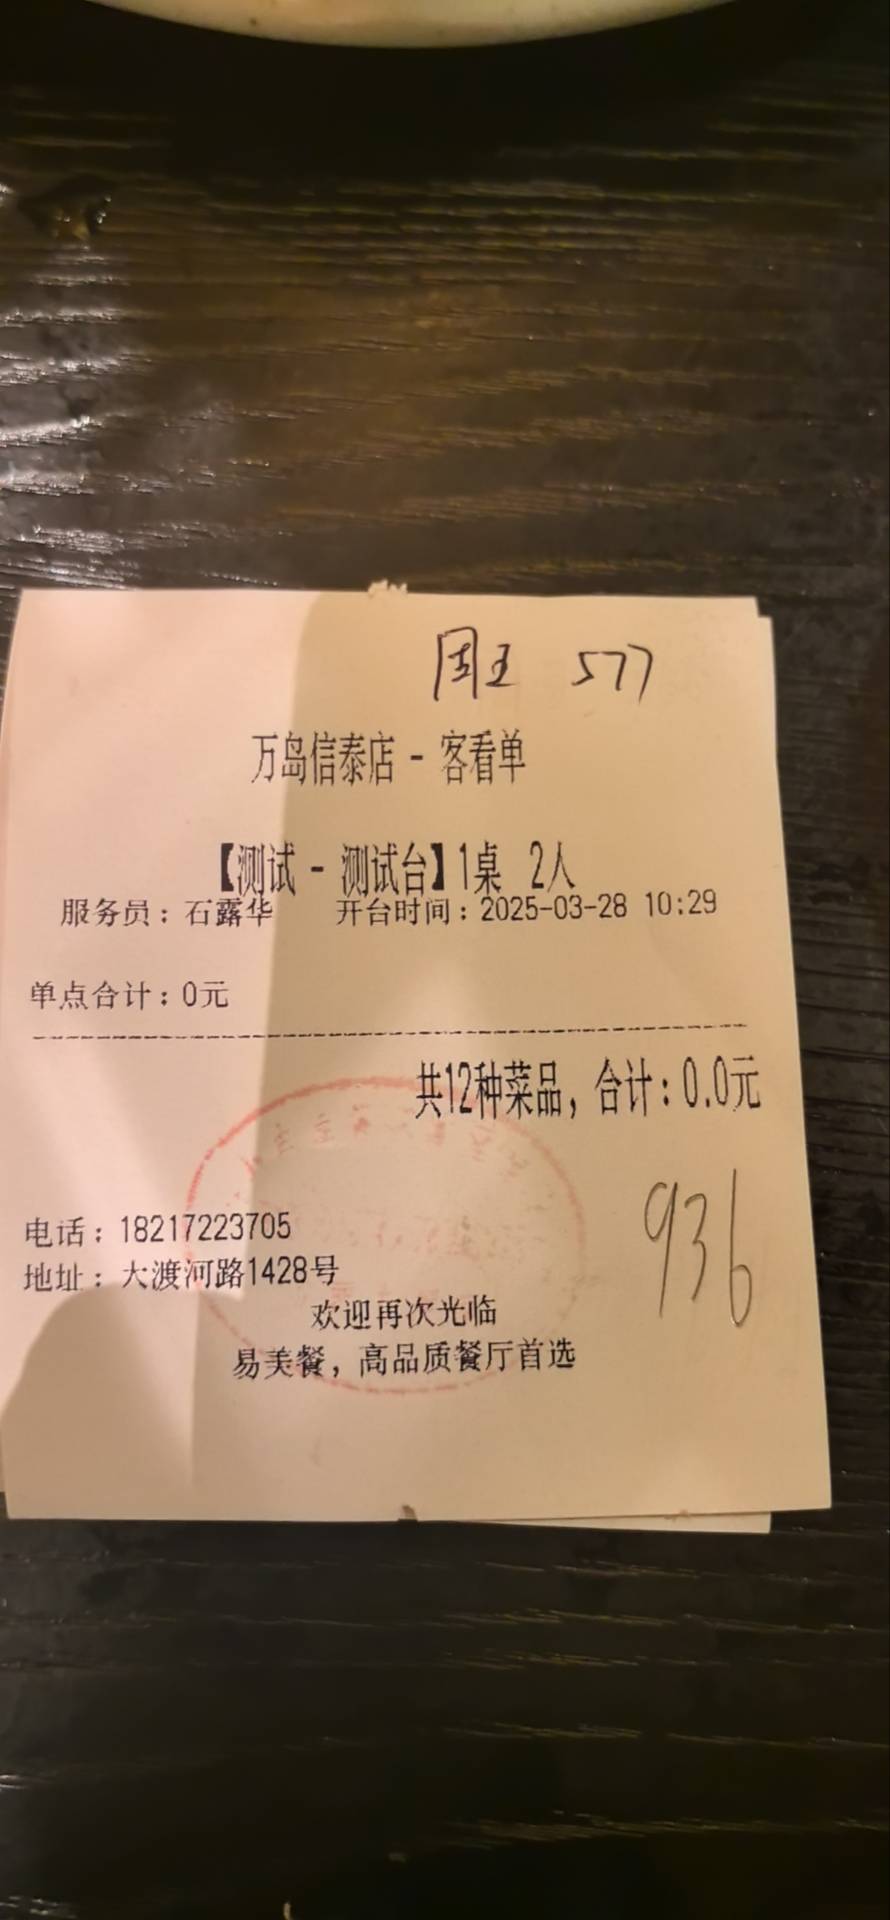 周王 577
万岛信泰店 - 客看单
【测试 - 测试台】1桌 2人
服务员：石露华 开台时间：2025-03-28 10:29
单点合计：0元
共12种菜品，合计：0.0元
936
电话：18217223705
地址：大渡河路1428号
欢迎再次光临
易美餐，高品质餐厅首选